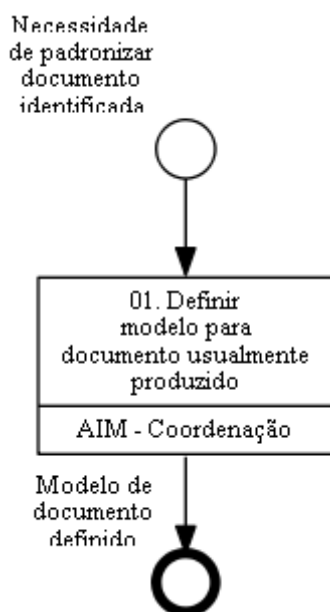 Necessidade
de padronizar
documento
identificada
01. Definir
modelo para
documento usualmente
produzido
AIM - Coordenação
Modelo de
documento
definido